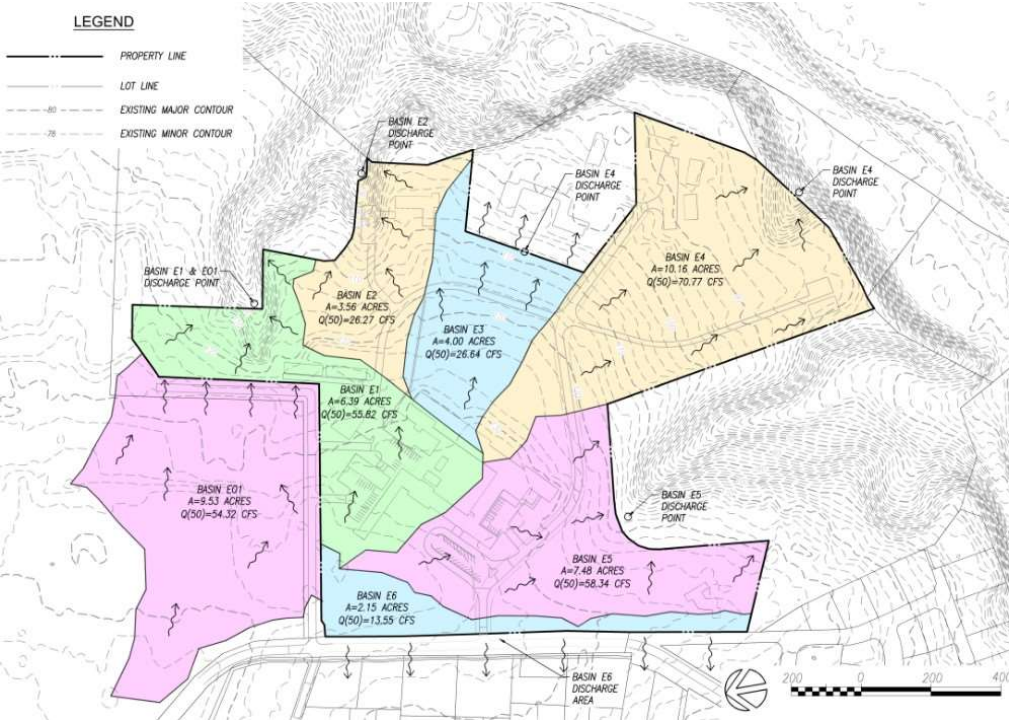 LEGEND
PROPERTY LINE
LOT LINE
80
EXISTING MAJOR CONTOUR
78
EXISTING MINOR CONTOUR
BASIN E2
DISCHARGE
POINT
BASIN E4
DISCHARGE
POINT
BASIN E4
DISCHARGE
POINT
BASIN E1 & EO1
DISCHARGE POINT
BASIN E2
A=3.56 ACRES
Q(50)=26.27 CFS
BASIN E4
A=10.16 ACRES
Q(50)=70.77 CFS
BASIN E3
A=4.00 ACRES
Q(50)=26.64 CFS
BASIN E1
A=6.39 ACRES
Q(50)=55.82 CFS
BASIN EO1
A=9.53 ACRES
Q(50)=54.32 CFS
BASIN E5
DISCHARGE
POINT
BASIN E5
A=7.48 ACRES
Q(50)=58.34 CFS
BASIN E6
A=2.15 ACRES
Q(50)=13.55 CFS
BASIN E6
DISCHARGE
AREA
200 0 200 400